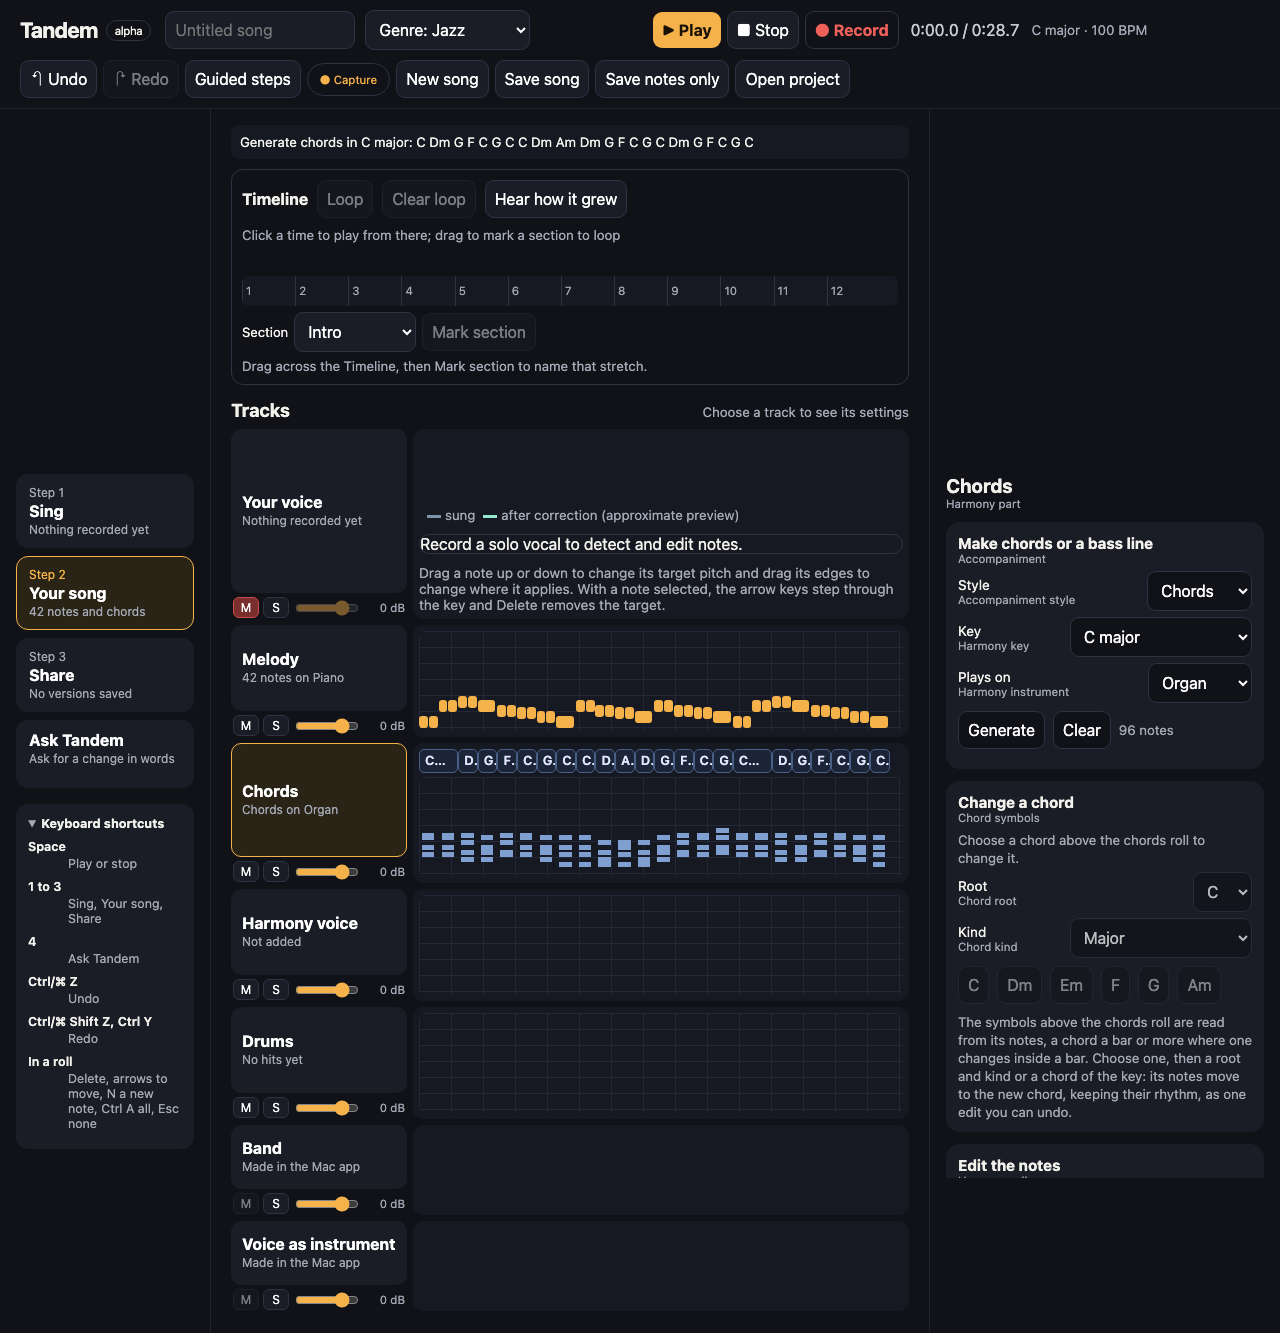 Tandem alpha Untitled song Genre: Jazz Play Stop Record 0:00.0 / 0:28.7 C major · 100 BPM
Undo Redo Guided steps Capture New song Save song Save notes only Open project
Generate chords in C major: C Dm G F C G C C Dm Am Dm G F C G C Dm G F C G C
Timeline Loop Clear loop Hear how it grew
Click a time to play from there; drag to mark a section to loop
1 2 3 4 5 6 7 8 9 10 11 12
Section Intro Mark section
Drag across the Timeline, then Mark section to name that stretch.
Tracks Choose a track to see its settings
Step 1
Sing
Nothing recorded yet
Step 2
Your song
42 notes and chords
Step 3
Share
No versions saved
Ask Tandem
Ask for a change in words
Keyboard shortcuts
Space
Play or stop
1 to 3
Sing, Your song,
Share
4
Ask Tandem
Ctrl/⌘ Z
Undo
Ctrl/⌘ Shift Z, Ctrl Y
Redo
In a roll
Delete, arrows to
move, N a new
note, Ctrl A all, Esc
none
Your voice
Nothing recorded yet
M S 0 dB
sung after correction (approximate preview)
Record a solo vocal to detect and edit notes.
Drag a note up or down to change its target pitch and drag its edges to
change where it applies. With a note selected, the arrow keys step through
the key and Delete removes the target.
Melody
42 notes on Piano
M S 0 dB
Chords
Chords on Organ
M S 0 dB
C... D. G. F. C. G. C. C. D. A. D. G. F. C. G. C... D. G. F. C. G. C.
Harmony voice
Not added
M S 0 dB
Drums
No hits yet
M S 0 dB
Band
Made in the Mac app
M S 0 dB
Voice as instrument
Made in the Mac app
M S 0 dB
Chords
Harmony part
Make chords or a bass line
Accompaniment
Style
Accompaniment style
Chords
Key
Harmony key
C major
Plays on
Harmony instrument
Organ
Generate Clear 96 notes
Change a chord
Chord symbols
Choose a chord above the chords roll to
change it.
Root
Chord root
C
Kind
Chord kind
Major
C Dm Em F G Am
The symbols above the chords roll are read
from its notes, a chord a bar or more where one
changes inside a bar. Choose one, then a root
and kind or a chord of the key: its notes move
to the new chord, keeping their rhythm, as one
edit you can undo.
Edit the notes